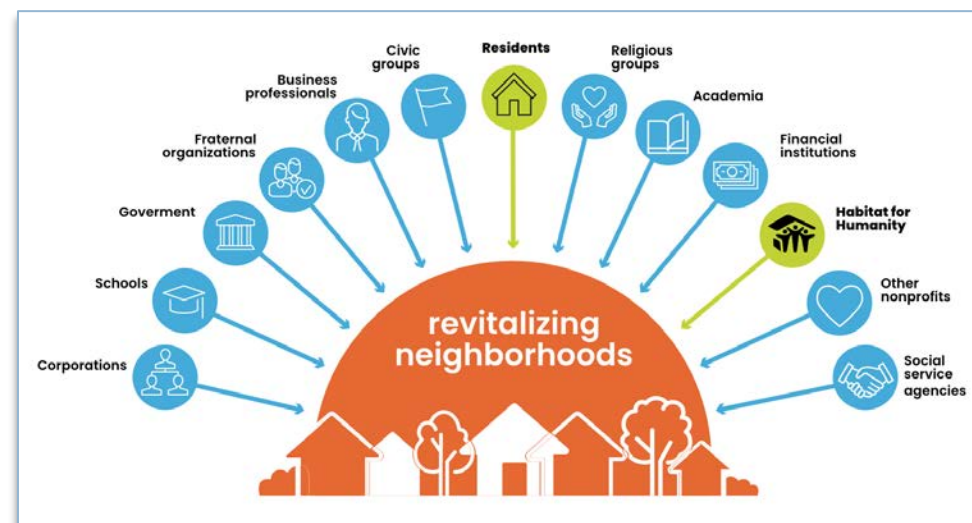 Corporations
Schools
Goverment
Fraternal
organizations
Business
professionals
Civic
groups
Residents
Religious
groups
Academia
Financial
institutions
Habitat for
Humanity
Other
nonprofits
Social
service
agencies
revitalizing
neighborhoods